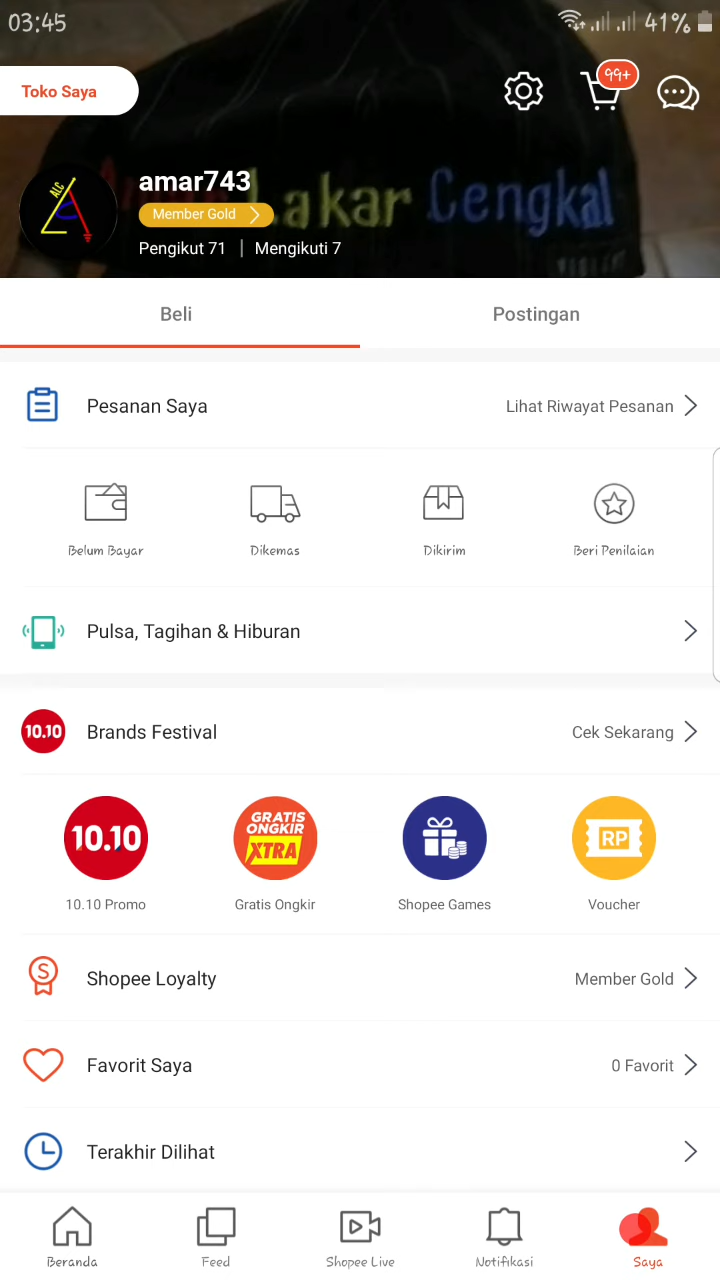 03:45
41%
Toko Saya
99+
Lakar Cengkal
amar743
ALC
Member Gold
Pengikut 71 | Mengikuti 7
Beli
Postingan
Pesanan Saya
Lihat Riwayat Pesanan
Belum Bayar
Dikemas
Dikirim
Beri Penilaian
Pulsa, Tagihan & Hiburan
10.10
Brands Festival
Cek Sekarang
10.10
GRATIS
ONGKIR
XTRA
RP
10.10 Promo
Gratis Ongkir
Shopee Games
Voucher
S
Shopee Loyalty
Member Gold
Favorit Saya
0 Favorit
Terakhir Dilihat
Beranda
Feed
Shopee Live
Notifikasi
Saya